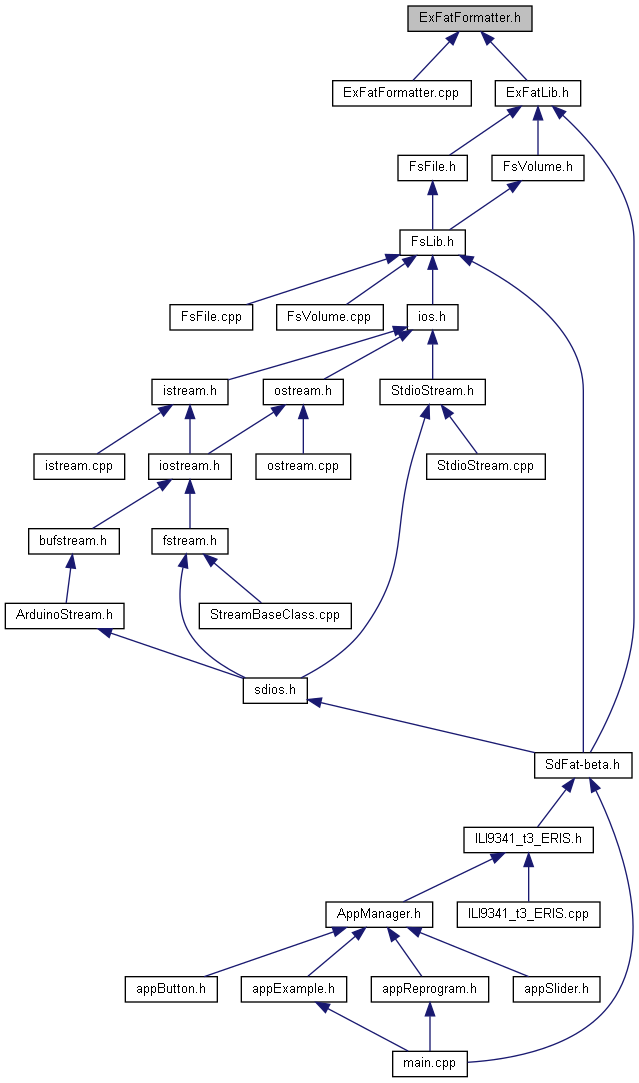 ExFatFormatter.h
ExFatFormatter.cpp
ExFatLib.h
FsFile.h
FsVolume.h
FsLib.h
FsFile.cpp
FsVolume.cpp
ios.h
istream.h
ostream.h
StdioStream.h
istream.cpp
iostream.h
ostream.cpp
StdioStream.cpp
bufstream.h
fstream.h
ArduinoStream.h
StreamBaseClass.cpp
sdios.h
SdFat-beta.h
ILI9341_t3_ERIS.h
AppManager.h
ILI9341_t3_ERIS.cpp
appButton.h
appExample.h
appReprogram.h
appSlider.h
main.cpp